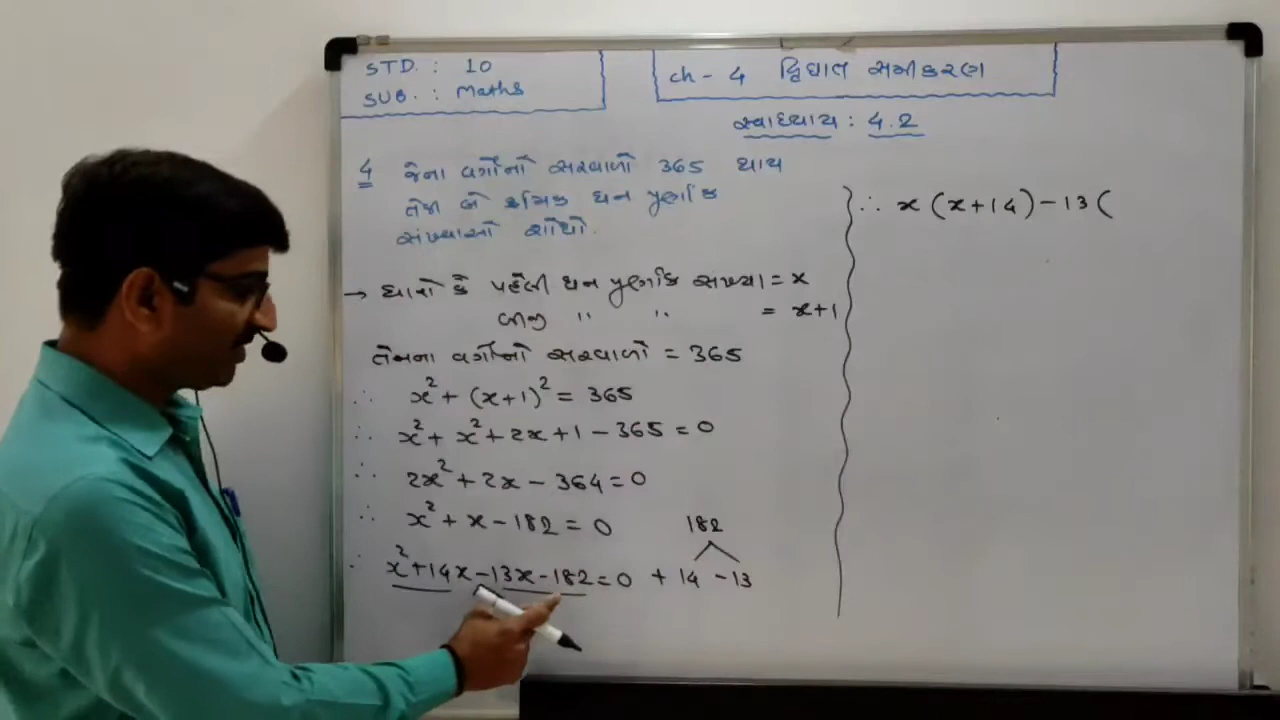 STD. : 10
SUB. : Maths
ch - 4 દ્વિઘાત સમીકરણ
સ્વાધ્યાય : 4.2
4 જેના વર્ગોનો સરવાળો 365 થાય
તેવા બે ક્રમિક ધન પૂર્ણાંક
સંખ્યાઓ શોધો.
→ ધારો કે પહેલી ધન પૂર્ણાંક સંખ્યા = x
બીજી " " = x+1
તેમના વર્ગોનો સરવાળો = 365
∴ x² + (x+1)² = 365
∴ x² + x² + 2x + 1 - 365 = 0
∴ 2x² + 2x - 364 = 0
∴ x² + x - 182 = 0
182
∴ x² + 14x - 13x - 182 = 0
+ 14 - 13
∴ x (x+14) - 13 (